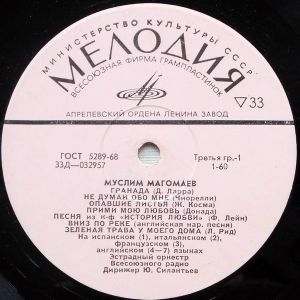 МИНИСТЕРСТВО КУЛЬТУРЫ СССР
МЕЛОДИЯ
ВСЕСОЮЗНАЯ ФИРМА ГРАМПЛАСТИНОК
▽33
АПРЕЛЕВСКИЙ ОРДЕНА ЛЕНИНА ЗАВОД
ГОСТ 5289-68
33Д—032957
Третья гр.-1
1-60
МУСЛИМ МАГОМАЕВ
ГРАНАДА (Д. Ларра)
НЕ ДУМАЙ ОБО МНЕ (Чиорелли)
ОПАВШИЕ ЛИСТЬЯ (Ж. Косма)
ПРИМИ МОЮ ЛЮБОВЬ (Донада)
ПЕСНЯ из к-ф «ИСТОРИЯ ЛЮБВИ» (Ф. Лейн)
ВНИЗ ПО РЕКЕ (английская нар. песня)
ЗЕЛЕНАЯ ТРАВА У МОЕГО ДОМА (Л. Рид)
На испанском (1), итальянском (2),
французском (3),
английском (4—7) языках
Эстрадный оркестр
Всесоюзного радио
Дирижер Ю. Силантьев